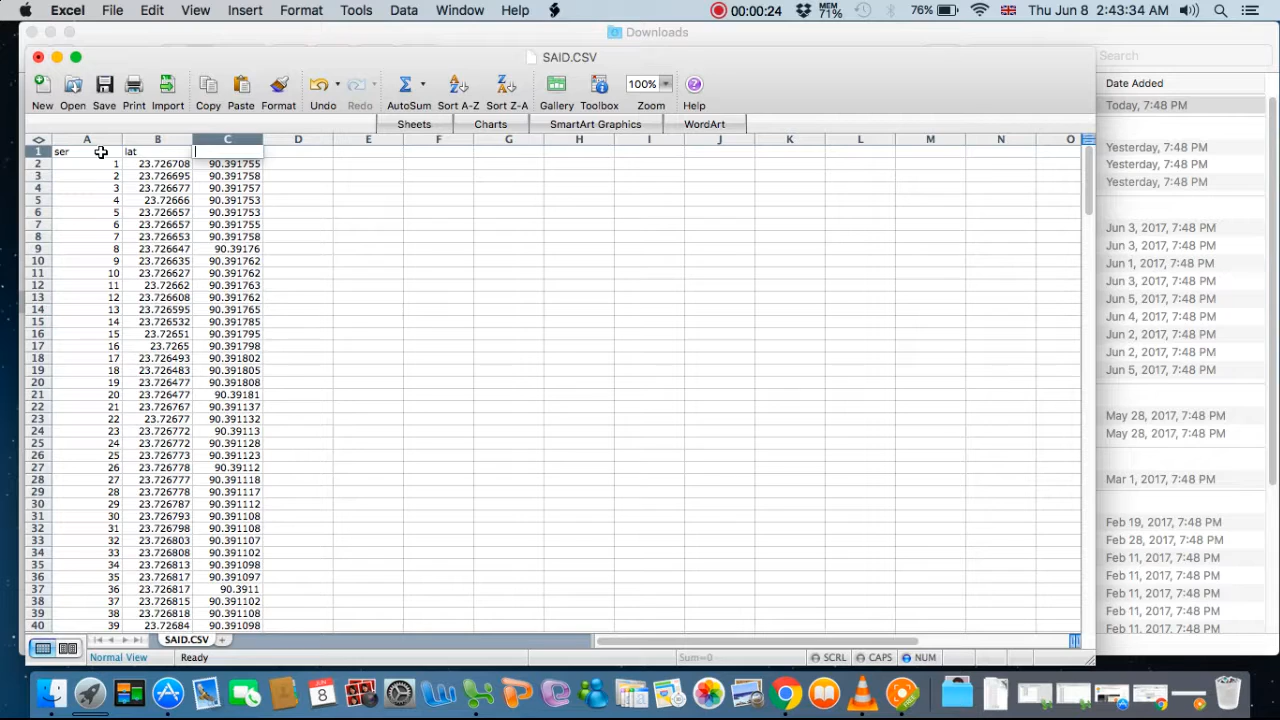 Excel File Edit View Insert Format Tools Data Window Help 00:00:24 MEM 71% 76% Thu Jun 8 2:43:34 PM
Downloads
SAID.CSV
Search
New Open Save Print Import Copy Paste Format Undo Redo AutoSum Sort A-Z Sort Z-A Gallery Toolbox 100% Zoom Help
Date Added
Sheets Charts SmartArt Graphics WordArt
A B C D E F G H I J K L M N O
1 ser lat
2 1 23.726708 90.391755
3 2 23.726695 90.391758
4 3 23.726677 90.391757
5 4 23.72666 90.391753
6 5 23.726657 90.391753
7 6 23.726657 90.391755
8 7 23.726653 90.391758
9 8 23.726647 90.39176
10 9 23.726635 90.391762
11 10 23.726627 90.391762
12 11 23.72662 90.391763
13 12 23.726608 90.391762
14 13 23.726595 90.391765
15 14 23.726532 90.391785
16 15 23.72651 90.391795
17 16 23.7265 90.391798
18 17 23.726493 90.391802
19 18 23.726483 90.391805
20 19 23.726477 90.391808
21 20 23.726477 90.39181
22 21 23.726767 90.391137
23 22 23.72677 90.391132
24 23 23.726772 90.39113
25 24 23.726772 90.391128
26 25 23.726773 90.391123
27 26 23.726778 90.39112
28 27 23.726777 90.391118
29 28 23.726778 90.391117
30 29 23.726787 90.391112
31 30 23.726793 90.391108
32 31 23.726798 90.391108
33 32 23.726803 90.391107
34 33 23.726808 90.391102
35 34 23.726813 90.391098
36 35 23.726817 90.391097
37 36 23.726817 90.3911
38 37 23.726815 90.391102
39 38 23.726818 90.391108
40 39 23.72684 90.391098
Today, 7:48 PM
Yesterday, 7:48 PM
Yesterday, 7:48 PM
Yesterday, 7:48 PM
Jun 3, 2017, 7:48 PM
Jun 3, 2017, 7:48 PM
Jun 1, 2017, 7:48 PM
Jun 3, 2017, 7:48 PM
Jun 5, 2017, 7:48 PM
Jun 4, 2017, 7:48 PM
Jun 2, 2017, 7:48 PM
Jun 2, 2017, 7:48 PM
Jun 5, 2017, 7:48 PM
May 28, 2017, 7:48 PM
May 28, 2017, 7:48 PM
Mar 1, 2017, 7:48 PM
Feb 19, 2017, 7:48 PM
Feb 28, 2017, 7:48 PM
Feb 11, 2017, 7:48 PM
Feb 11, 2017, 7:48 PM
Feb 11, 2017, 7:48 PM
Feb 11, 2017, 7:48 PM
Feb 11, 2017, 7:48 PM
SAID.CSV
Normal View Ready Sum=0 SCRL CAPS NUM
8